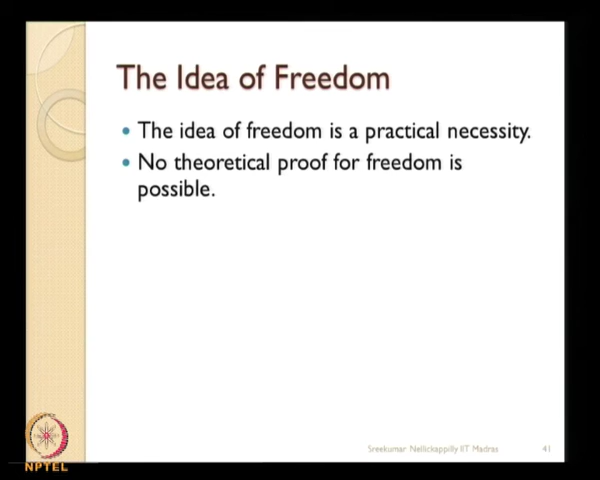 The Idea of Freedom
• The idea of freedom is a practical necessity.
• No theoretical proof for freedom is
possible.
Sreekumar Nellickappilly IIT Madras 41
NPTEL